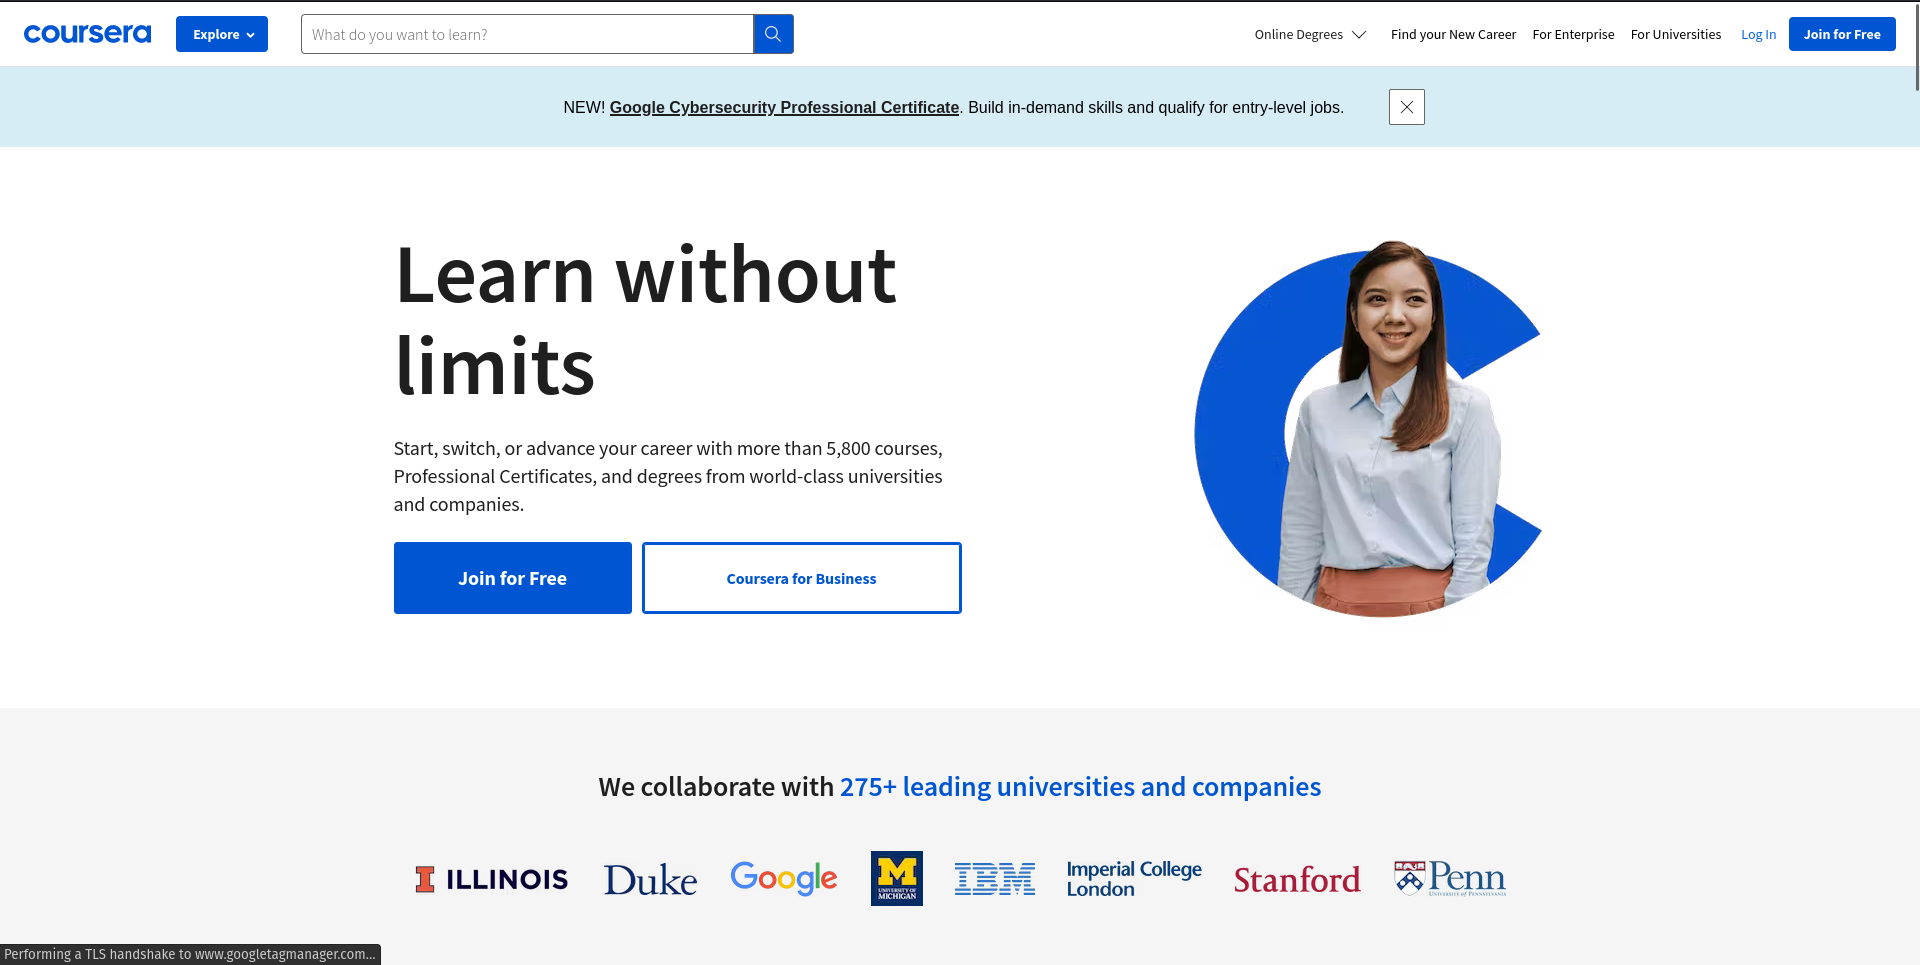 coursera
Explore
What do you want to learn?
Online Degrees
Find your New Career
For Enterprise
For Universities
Log In
Join for Free
NEW! Google Cybersecurity Professional Certificate. Build in-demand skills and qualify for entry-level jobs.
Learn without
limits
Start, switch, or advance your career with more than 5,800 courses,
Professional Certificates, and degrees from world-class universities
and companies.
Join for Free
Coursera for Business
We collaborate with 275+ leading universities and companies
I ILLINOIS
Duke
Google
M
UNIVERSITY OF
MICHIGAN
IBM
Imperial College
London
Stanford
Penn
UNIVERSITY of PENNSYLVANIA
Performing a TLS handshake to www.googletagmanager.com...